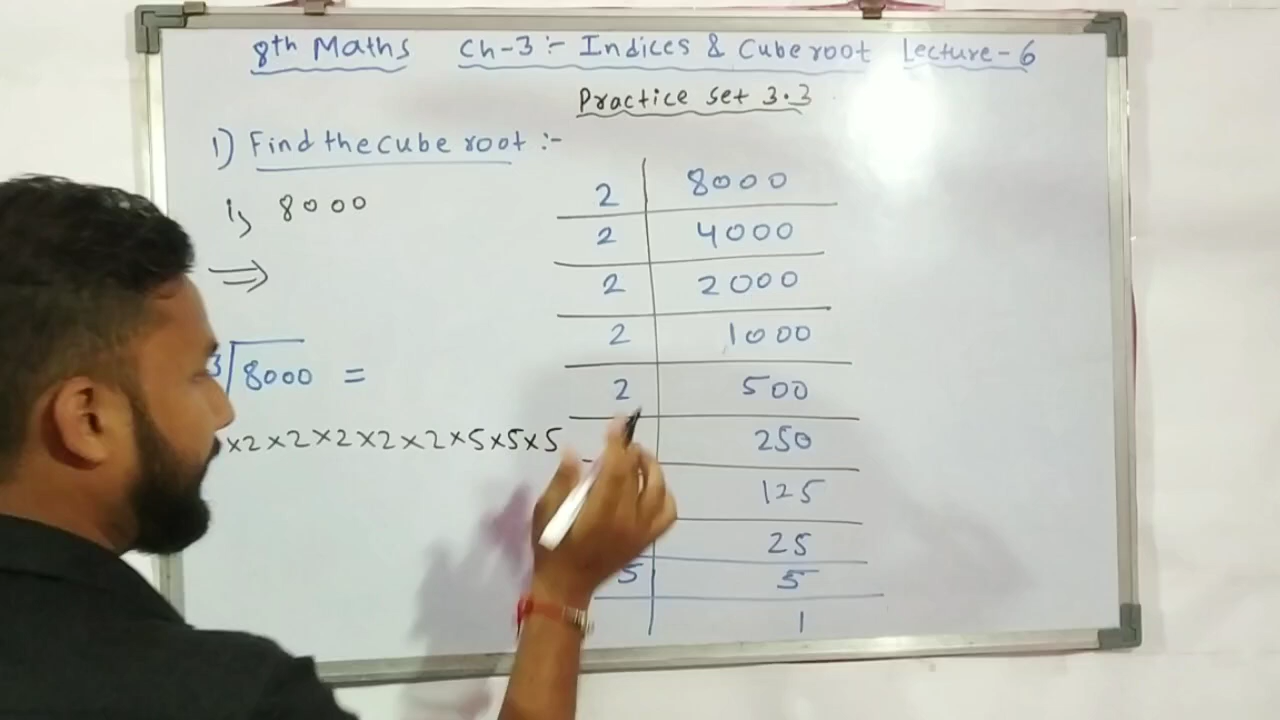 8th Maths Ch-3 :- Indices & Cube root Lecture - 6
Practice set 3.3
1) Find the cube root :-
i) 8000
⇒
2 | 8000
2 | 4000
2 | 2000
2 | 1000
2 | 500
250
125
25
5 | 5
1
3√8000 =
×2×2×2×2×2×5×5×5